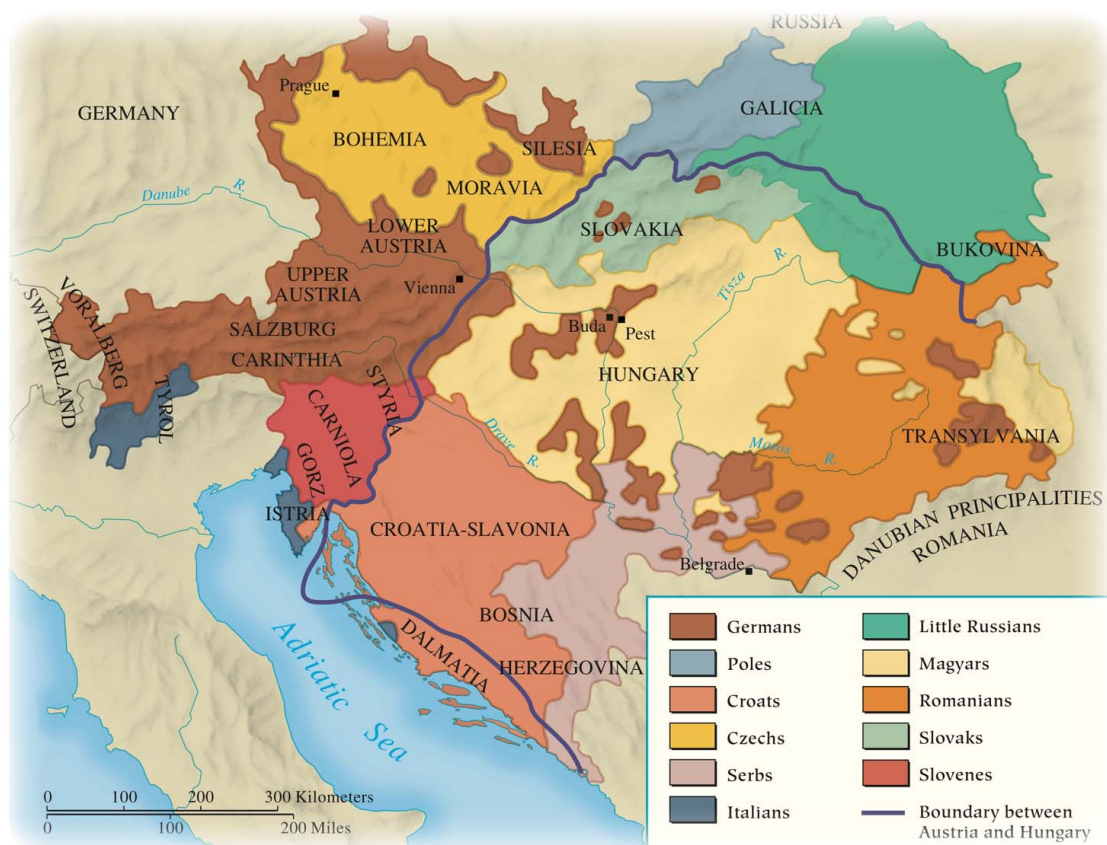 RUSSIA
GERMANY
Prague
BOHEMIA
SILESIA
MORAVIA
GALICIA
Danube R.
LOWER
AUSTRIA
SLOVAKIA
BUKOVINA
UPPER
AUSTRIA
Vienna
Tisza R.
VORALBERG
SWITZERLAND
SALZBURG
CARINTHIA
Buda
Pest
HUNGARY
TYROL
STYRIA
CARNIOLA
GORZ
Drave R.
Maros R.
TRANSYLVANIA
ISTRIA
CROATIA-SLAVONIA
DANUBIAN PRINCIPALITIES
ROMANIA
Belgrade
BOSNIA
DALMATIA
HERZEGOVINA
Adriatic Sea
Germans
Poles
Croats
Czechs
Serbs
Italians
Little Russians
Magyars
Romanians
Slovaks
Slovenes
Boundary between
Austria and Hungary
0 100 200 300 Kilometers
0 100 200 Miles